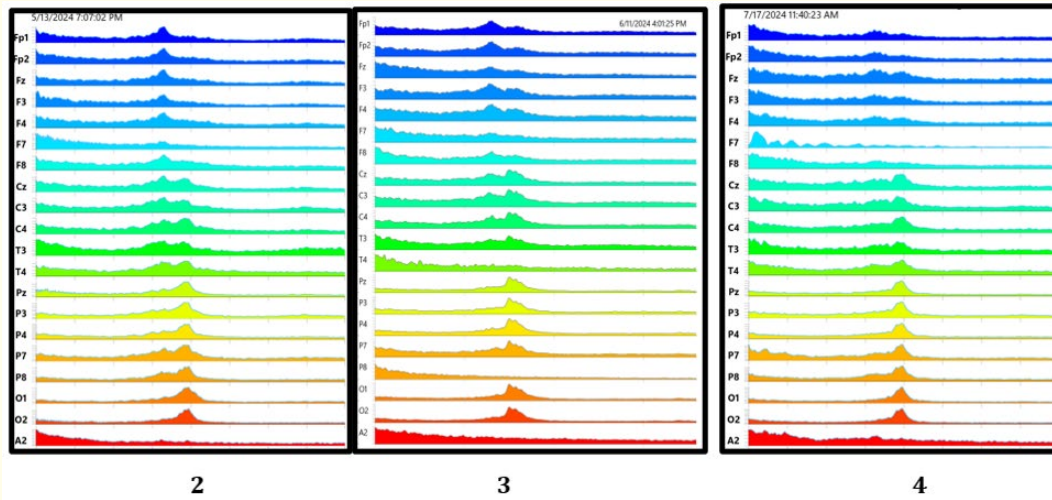 5/13/2024 7:07:02 PM
Fp1
Fp2
Fz
F3
F4
F7
F8
Cz
C3
C4
T3
T4
Pz
P3
P4
P7
P8
O1
O2
A2
2
6/11/2024 4:01:25 PM
Fp1
Fp2
Fz
F3
F4
F7
F8
Cz
C3
C4
T3
T4
Pz
P3
P4
P7
P8
O1
O2
A2
3
7/17/2024 11:40:23 AM
Fp1
Fp2
Fz
F3
F4
F7
F8
Cz
C3
C4
T3
T4
Pz
P3
P4
P7
P8
O1
O2
A2
4